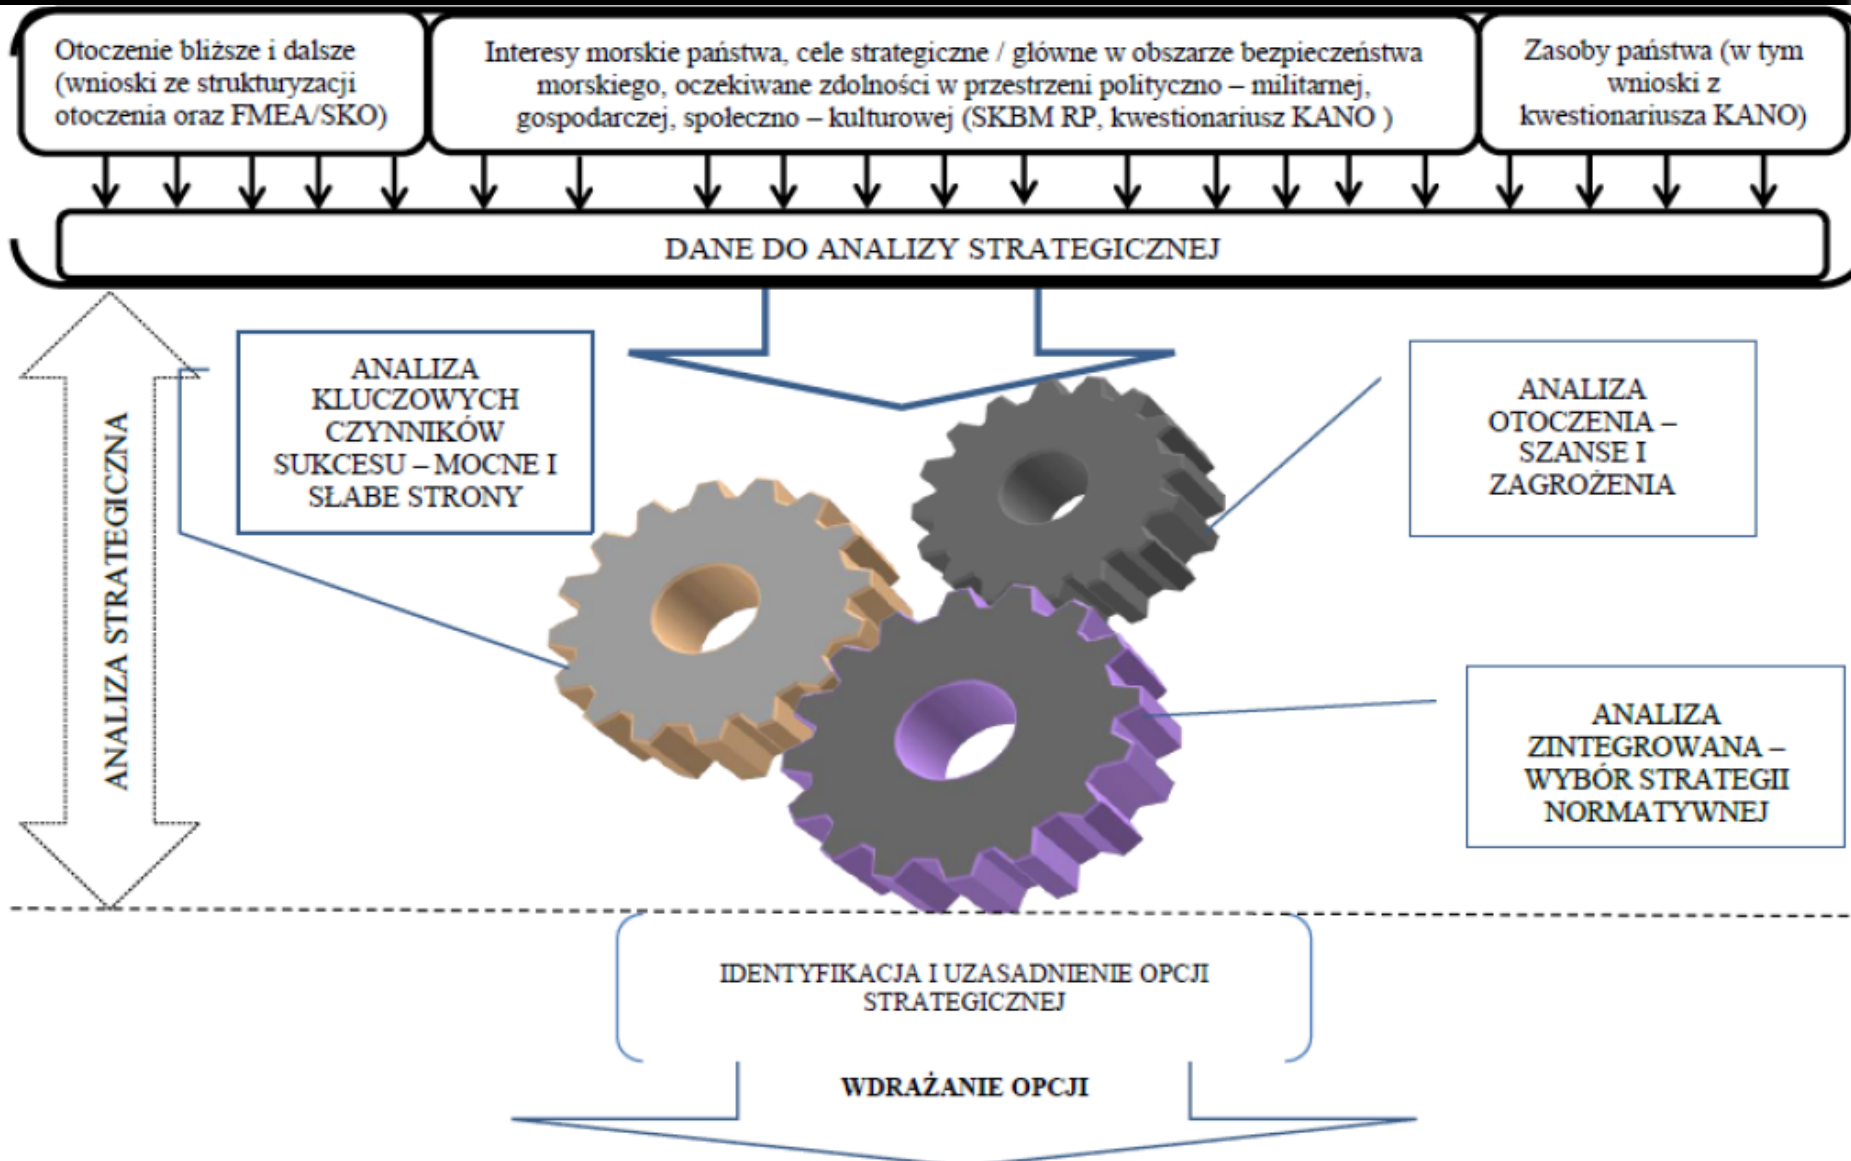 Otoczenie bliższe i dalsze
(wnioski ze strukturyzacji
otoczenia oraz FMEA/SKO)
Interesy morskie państwa, cele strategiczne / główne w obszarze bezpieczeństwa
morskiego, oczekiwane zdolności w przestrzeni polityczno – militarnej,
gospodarczej, społeczno – kulturowej (SKBM RP, kwestionariusz KANO )
Zasoby państwa (w tym
wnioski z
kwestionariusza KANO)
DANE DO ANALIZY STRATEGICZNEJ
ANALIZA STRATEGICZNA
ANALIZA
KLUCZOWYCH
CZYNNIKÓW
SUKCESU – MOCNE I
SŁABE STRONY
ANALIZA
OTOCZENIA –
SZANSE I
ZAGROŻENIA
ANALIZA
ZINTEGROWANA –
WYBÓR STRATEGII
NORMATYWNEJ
IDENTYFIKACJA I UZASADNIENIE OPCJI
STRATEGICZNEJ
WDRAŻANIE OPCJI